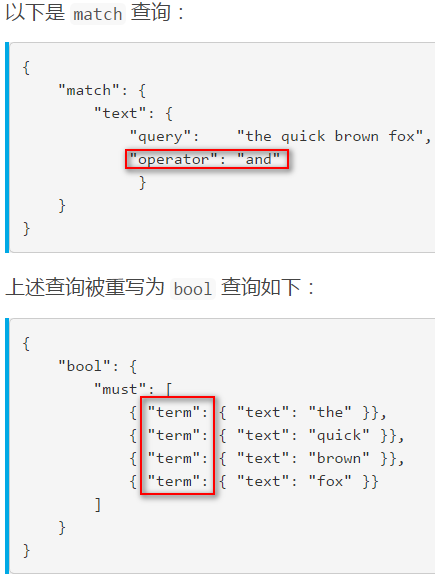 以下是 match 查询：
{
    "match": {
        "text": {
            "query":    "the quick brown fox",
            "operator": "and"
             }
    }
}
上述查询被重写为 bool 查询如下：
{
    "bool": {
        "must": [
            { "term": { "text": "the" }},
            { "term": { "text": "quick" }},
            { "term": { "text": "brown" }},
            { "term": { "text": "fox" }}
        ]
    }
}